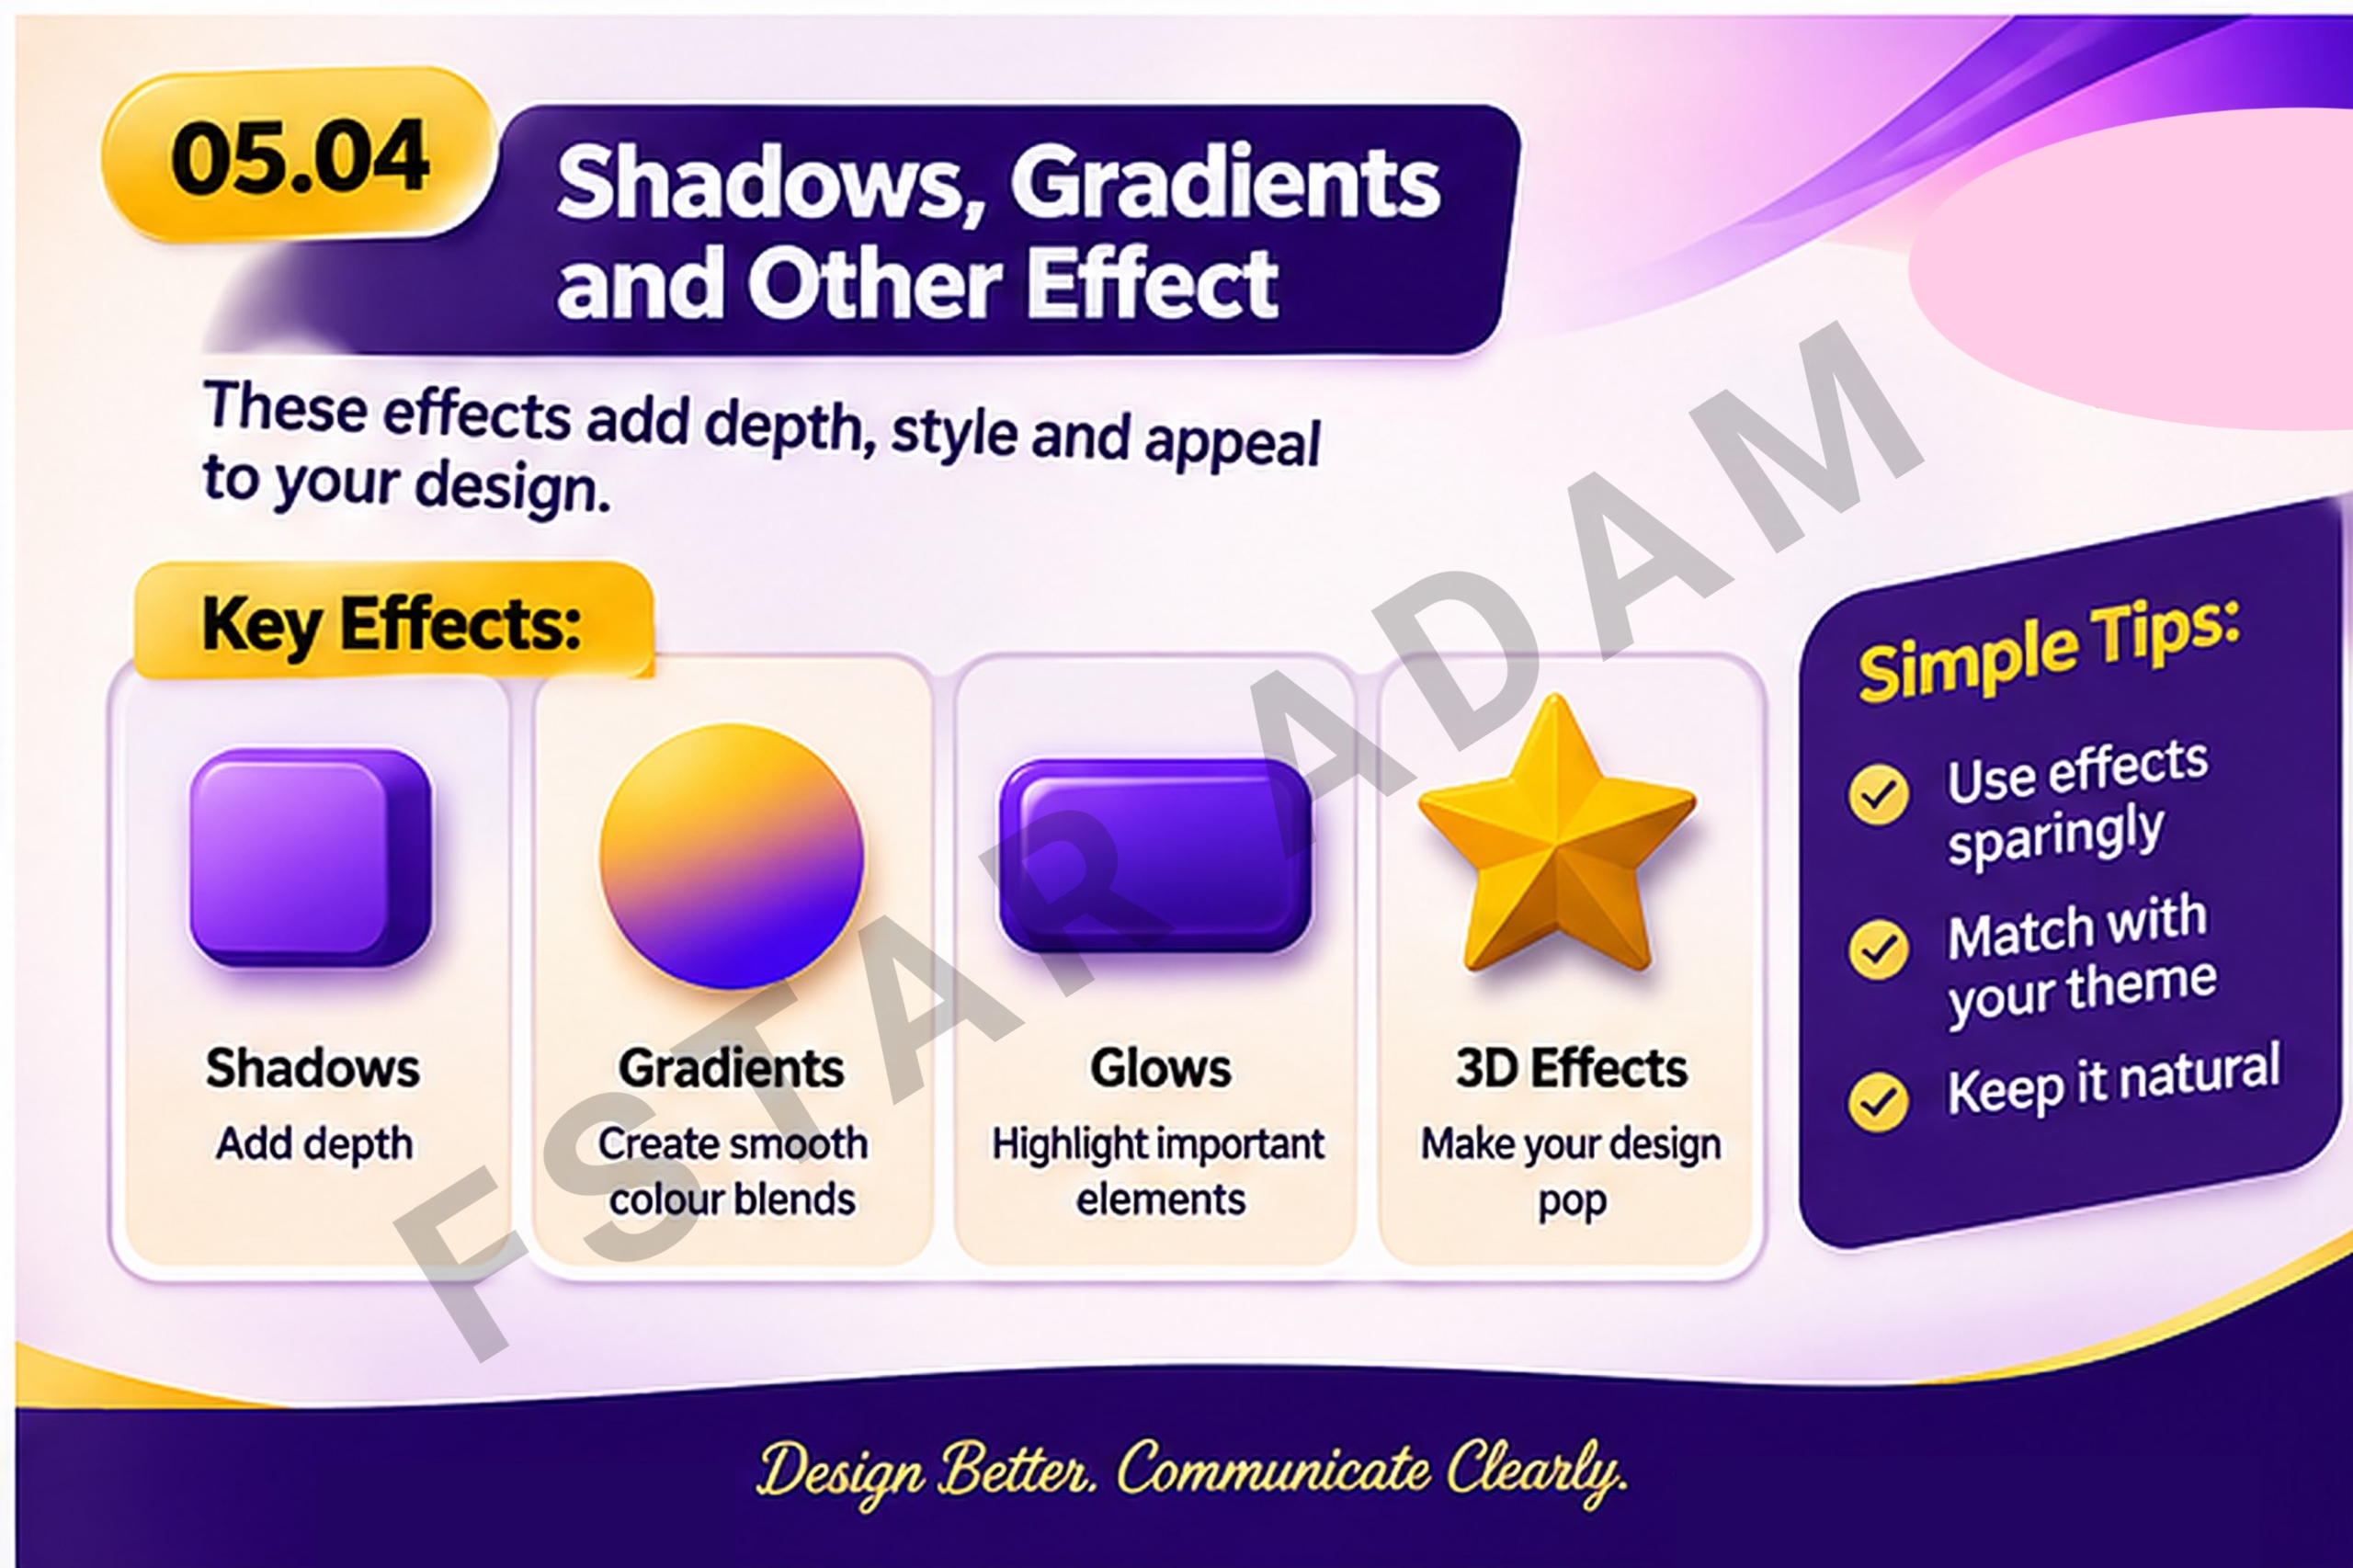 05.04
Shadows, Gradients
and Other Effect
These effects add depth, style and appeal
to your design.
Key Effects:
Shadows
Add depth
Gradients
Create smooth
colour blends
Glows
Highlight important
elements
3D Effects
Make your design
pop
Simple Tips:
Use effects
sparingly
Match with
your theme
Keep it natural
FSTAR ADAM
Design Better. Communicate Clearly.